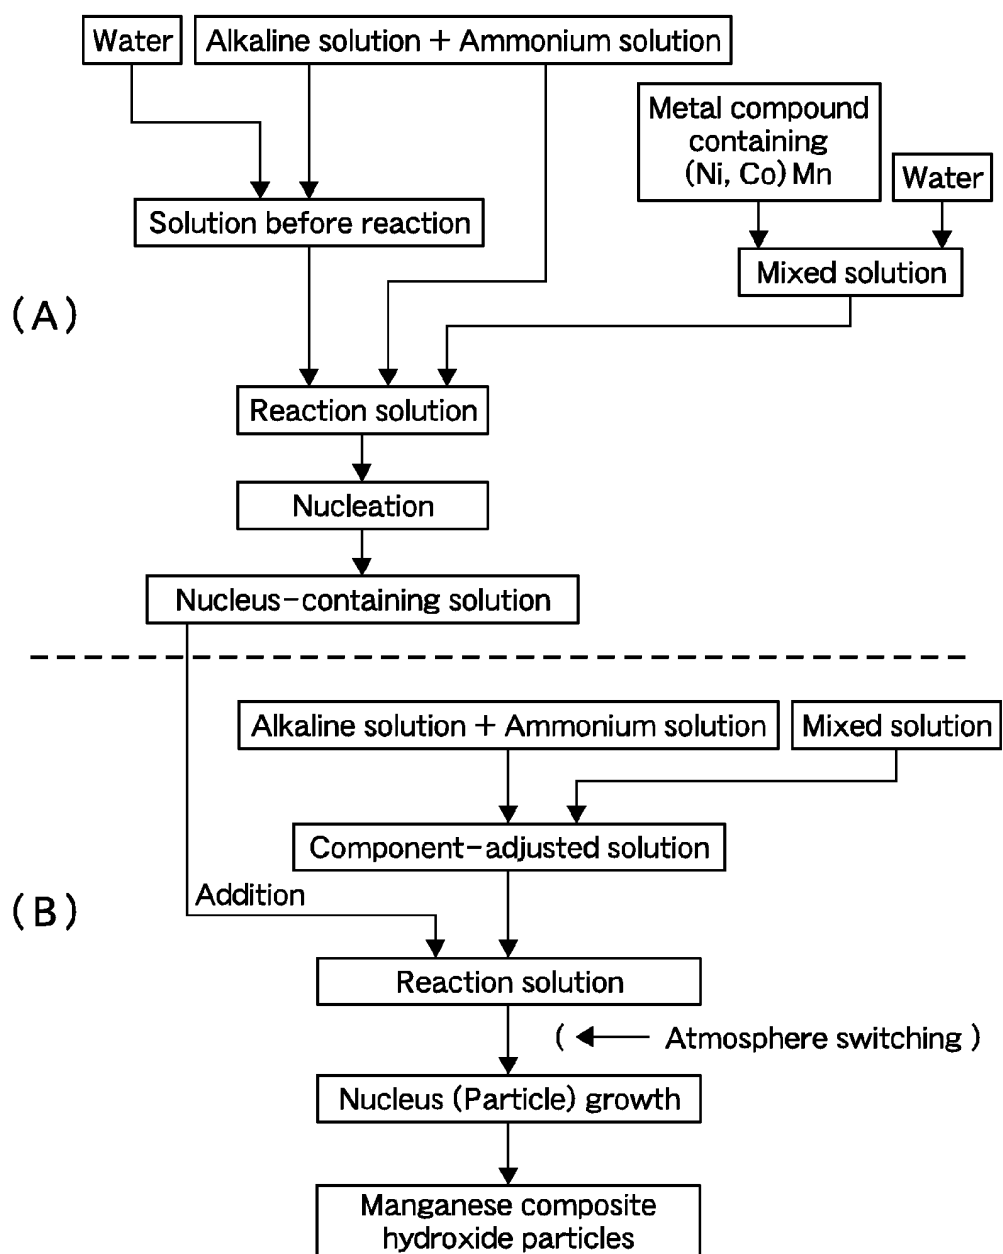 Water
Alkaline solution + Ammonium solution
Metal compound
containing
(Ni, Co) Mn
Water
Solution before reaction
Mixed solution
(A)
Reaction solution
Nucleation
Nucleus-containing solution
Alkaline solution + Ammonium solution
Mixed solution
Component-adjusted solution
Addition
(B)
Reaction solution
( Atmosphere switching )
Nucleus (Particle) growth
Manganese composite
hydroxide particles